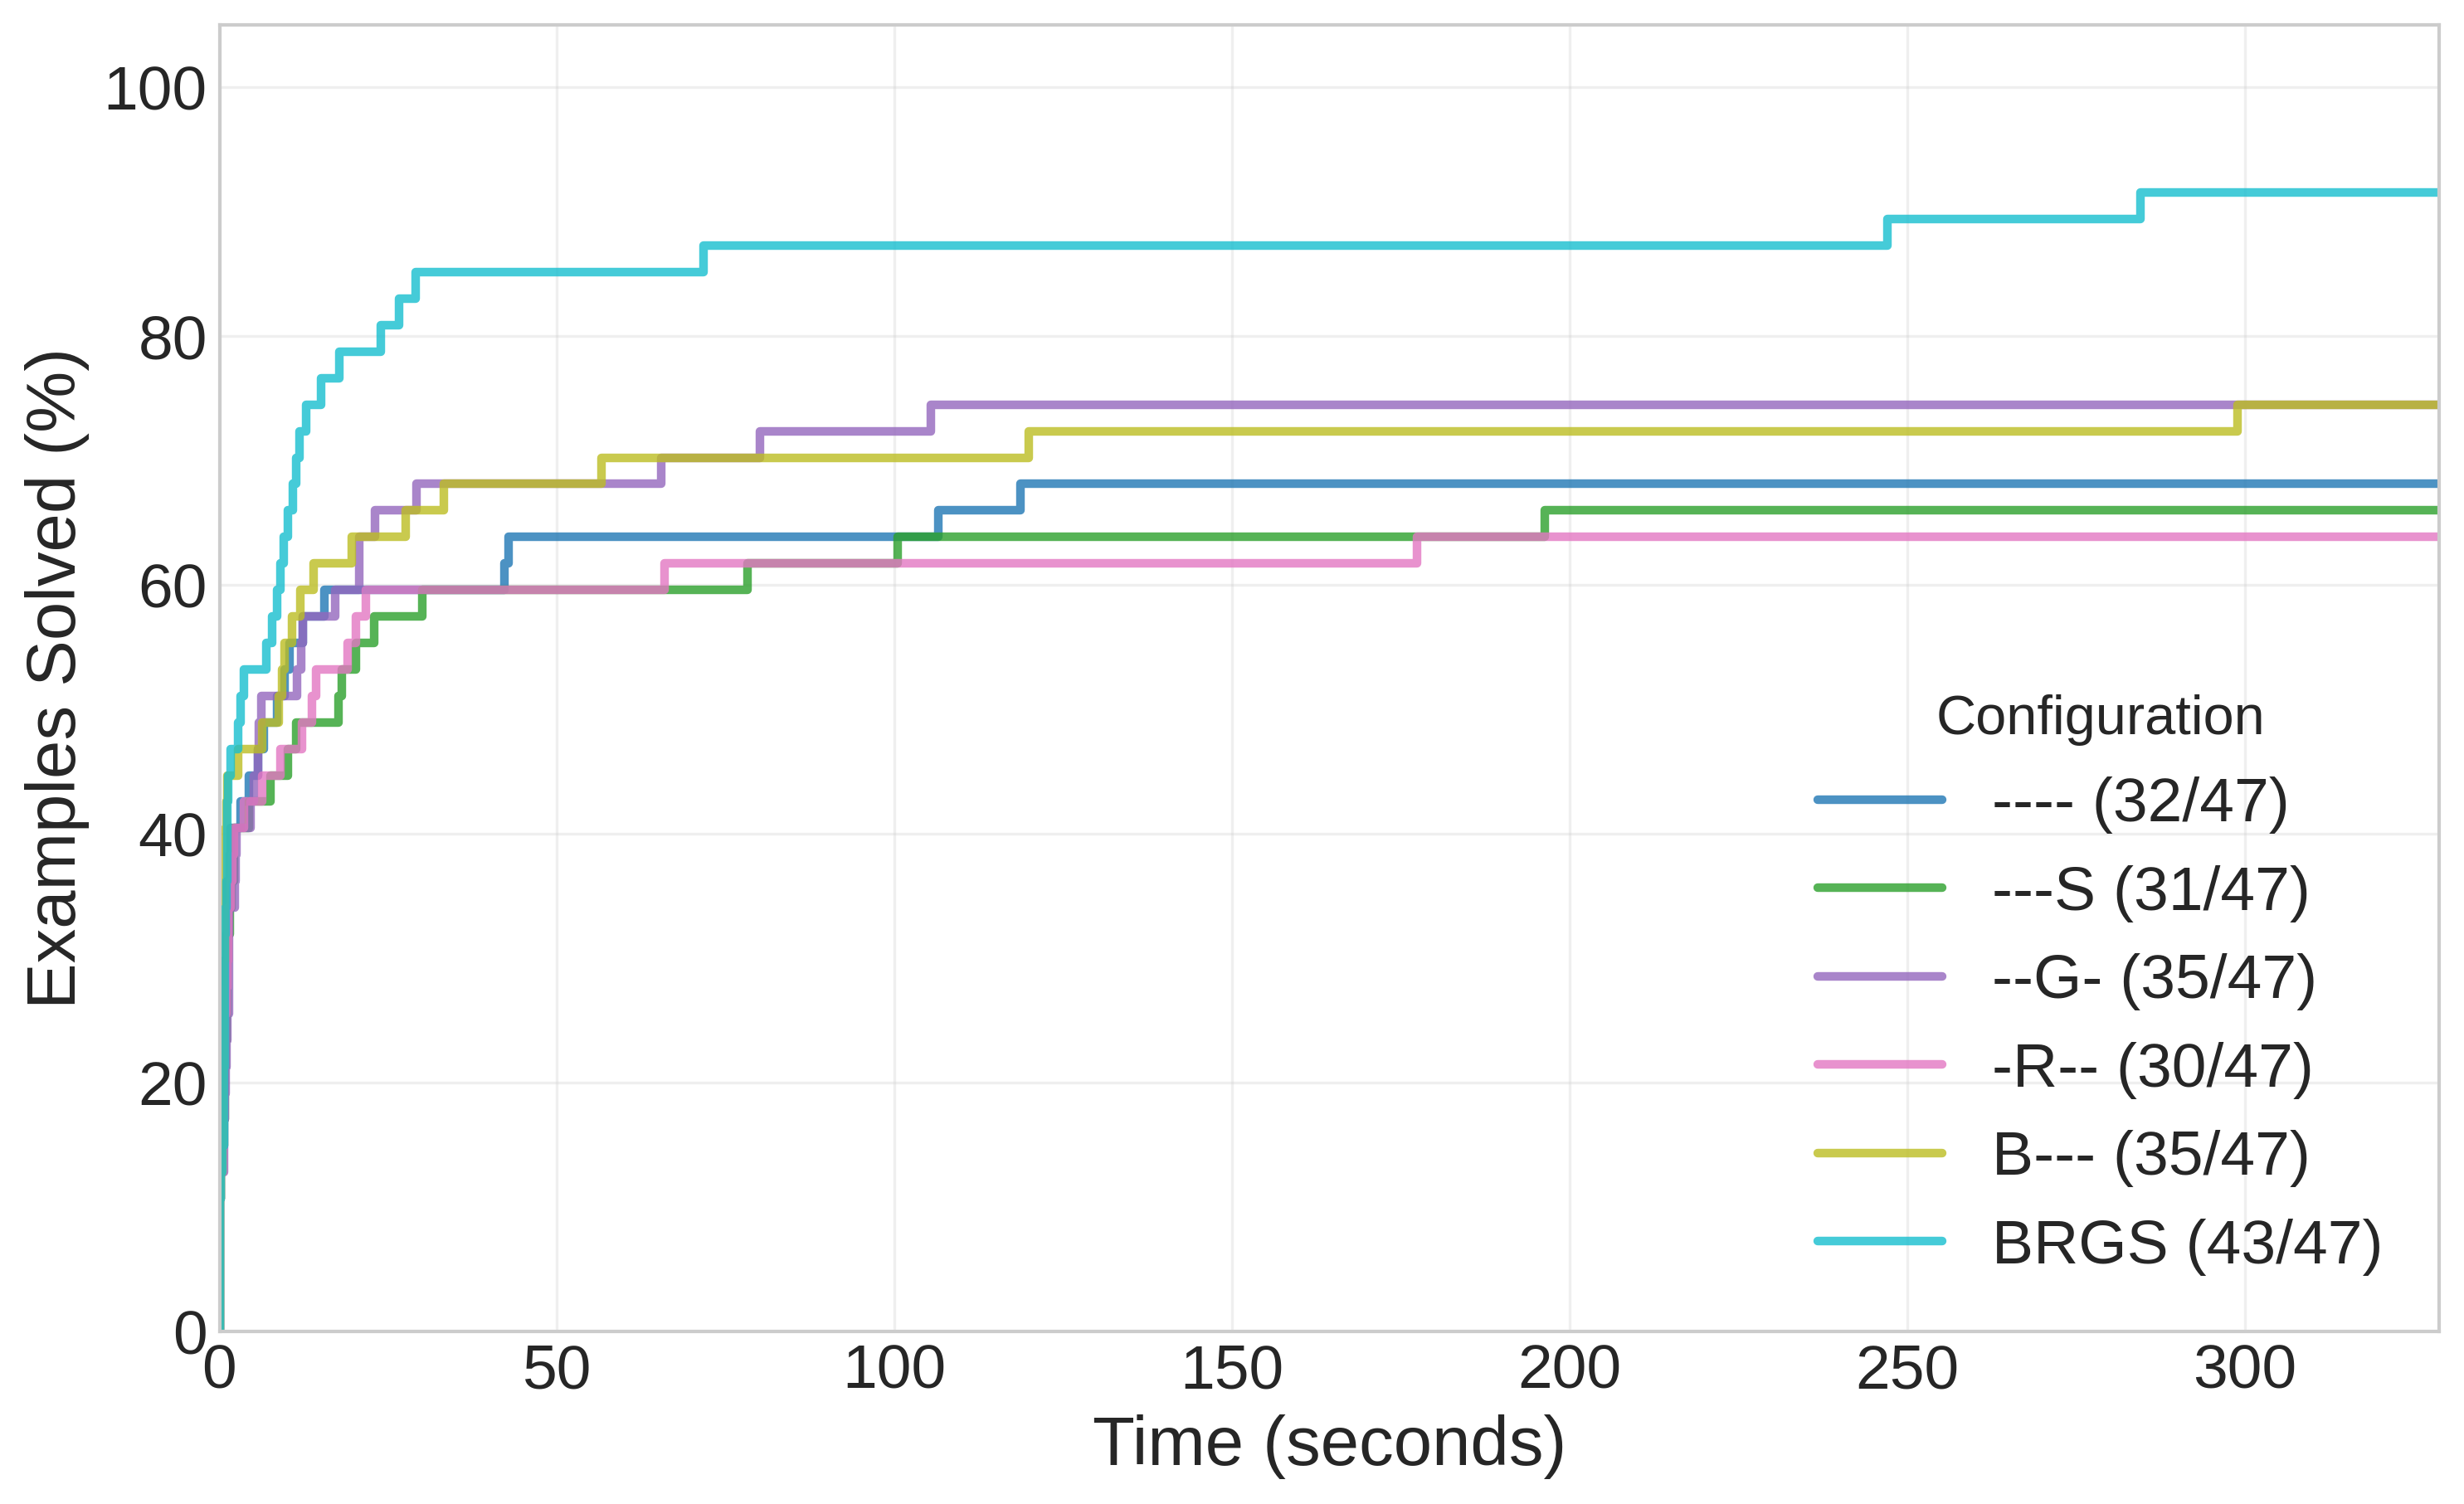 Examples Solved (%)
100
80
60
40
20
0
0 50 100 150 200 250 300
Time (seconds)
Configuration
---- (32/47)
---S (31/47)
--G- (35/47)
-R-- (30/47)
B--- (35/47)
BRGS (43/47)